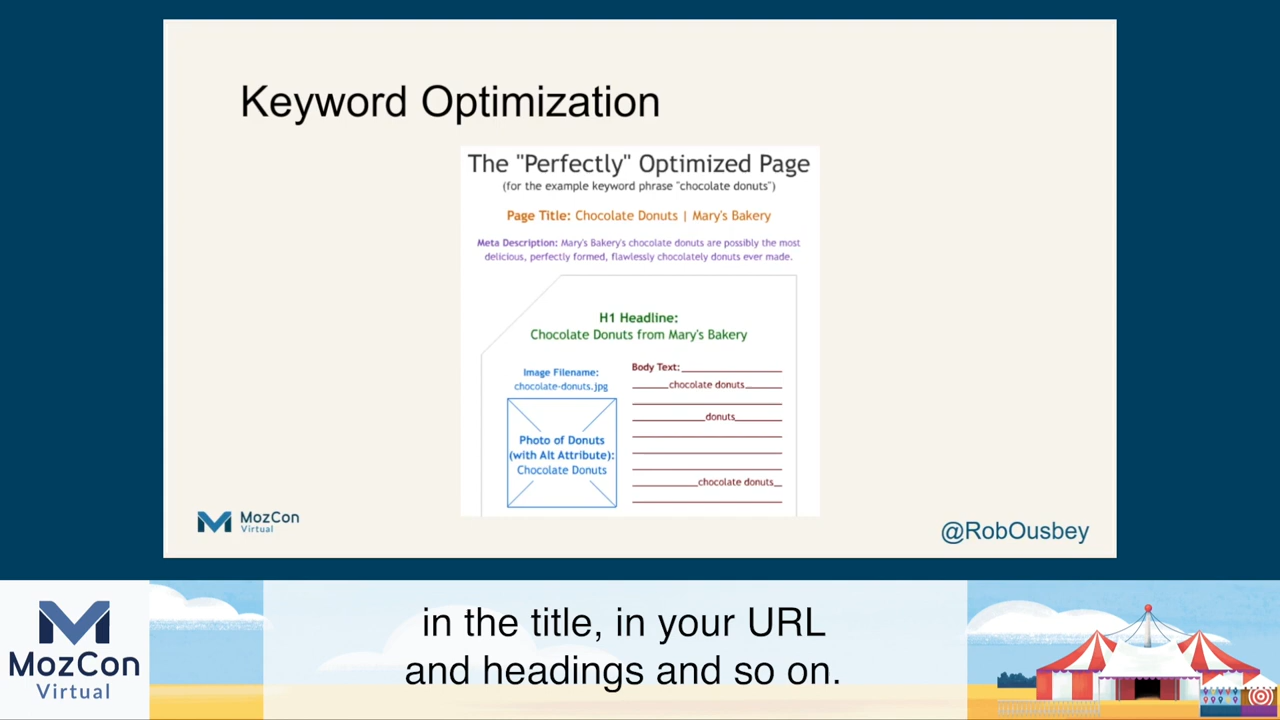 Keyword Optimization
The "Perfectly" Optimized Page
(for the example keyword phrase "chocolate donuts")
Page Title: Chocolate Donuts | Mary's Bakery
Meta Description: Mary's Bakery's chocolate donuts are possibly the most
delicious, perfectly formed, flawlessly chocolately donuts ever made.
H1 Headline:
Chocolate Donuts from Mary's Bakery
Image Filename:
chocolate-donuts.jpg
Photo of Donuts
(with Alt Attribute):
Chocolate Donuts
Body Text:
chocolate donuts
donuts
chocolate donuts
MozCon
Virtual
@RobOusbey
MozCon
Virtual
in the title, in your URL
and headings and so on.